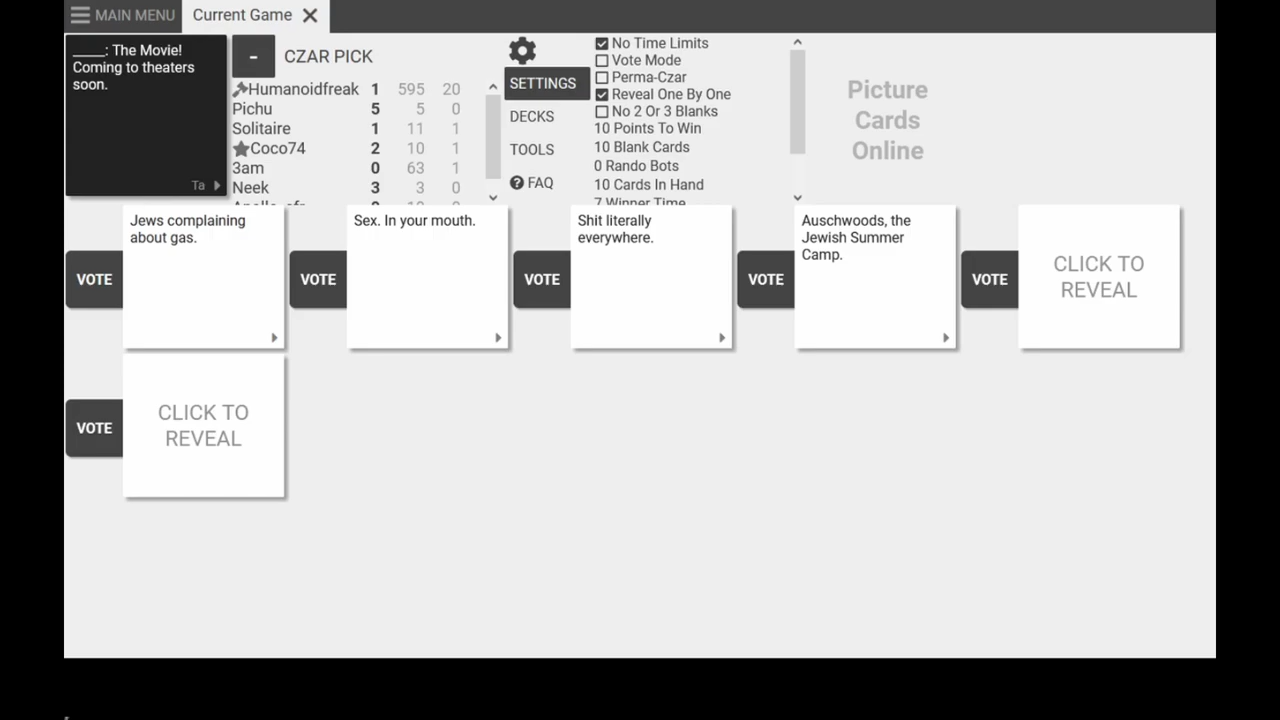 MAIN MENU
Current Game
____: The Movie!
Coming to theaters
soon.
Ta
-
CZAR PICK
Humanoidfreak 1 595 20
Pichu 5 5 0
Solitaire 1 11 1
Coco74 2 10 1
3am 0 63 1
Neek 3 3 0
SETTINGS
DECKS
TOOLS
? FAQ
No Time Limits
Vote Mode
Perma-Czar
Reveal One By One
No 2 Or 3 Blanks
10 Points To Win
10 Blank Cards
0 Rando Bots
10 Cards In Hand
7 Winner Time
Picture
Cards
Online
VOTE
Jews complaining
about gas.
VOTE
Sex. In your mouth.
VOTE
Shit literally
everywhere.
VOTE
Auschwoods, the
Jewish Summer
Camp.
VOTE
CLICK TO
REVEAL
VOTE
CLICK TO
REVEAL